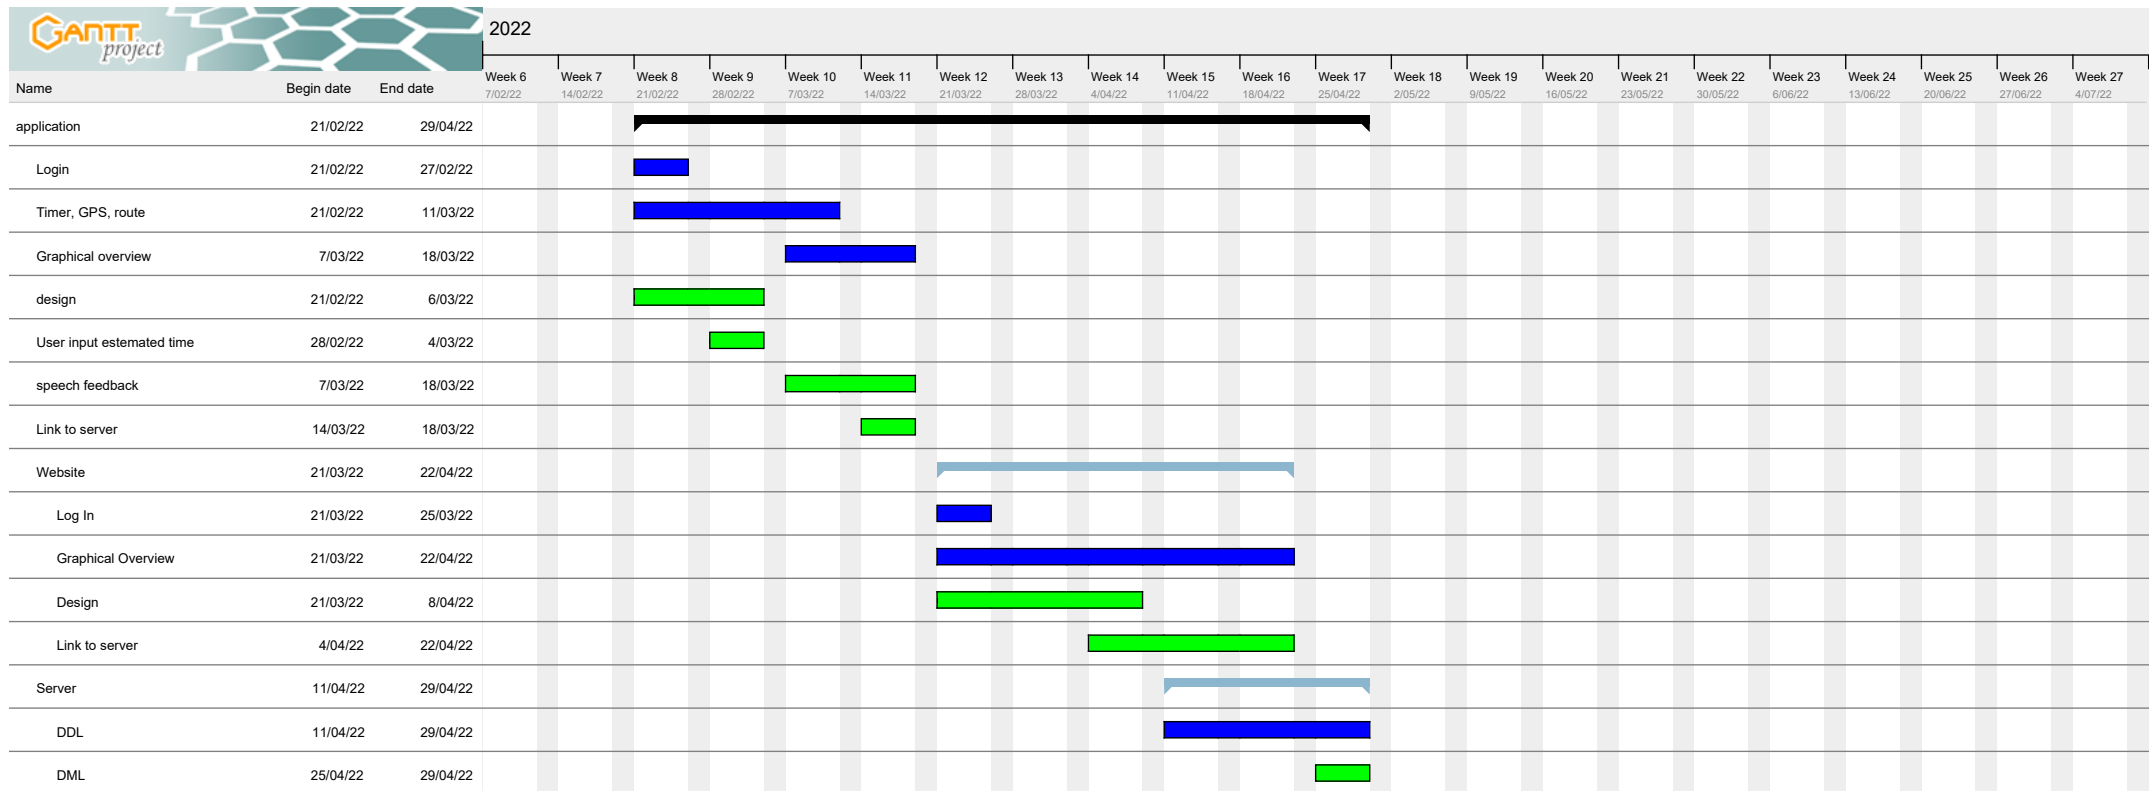 GANTT
project
2022
Week 6 Week 7 Week 8 Week 9 Week 10 Week 11 Week 12 Week 13 Week 14 Week 15 Week 16 Week 17 Week 18 Week 19 Week 20 Week 21 Week 22 Week 23 Week 24 Week 25 Week 26 Week 27
Name Begin date End date 7/02/22 14/02/22 21/02/22 28/02/22 7/03/22 14/03/22 21/03/22 28/03/22 4/04/22 11/04/22 18/04/22 25/04/22 2/05/22 9/05/22 16/05/22 23/05/22 30/05/22 6/06/22 13/06/22 20/06/22 27/06/22 4/07/22
application 21/02/22 29/04/22
Login 21/02/22 27/02/22
Timer, GPS, route 21/02/22 11/03/22
Graphical overview 7/03/22 18/03/22
design 21/02/22 6/03/22
User input estemated time 28/02/22 4/03/22
speech feedback 7/03/22 18/03/22
Link to server 14/03/22 18/03/22
Website 21/03/22 22/04/22
Log In 21/03/22 25/03/22
Graphical Overview 21/03/22 22/04/22
Design 21/03/22 8/04/22
Link to server 4/04/22 22/04/22
Server 11/04/22 29/04/22
DDL 11/04/22 29/04/22
DML 25/04/22 29/04/22